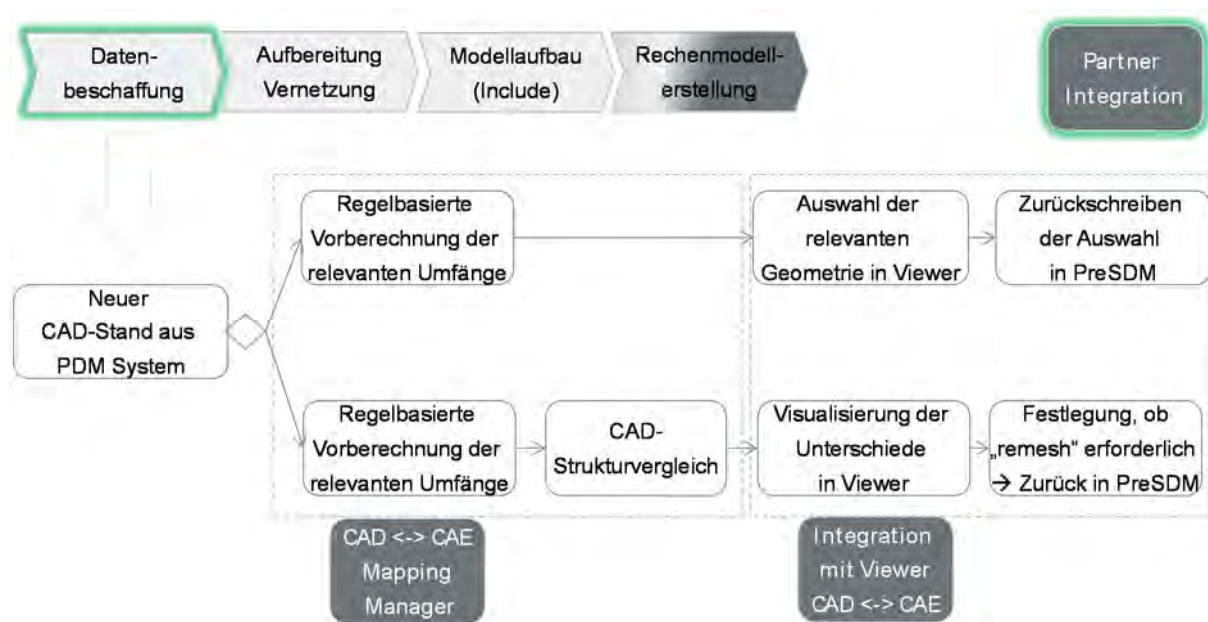 Daten-
beschaffung
Aufbereitung
Vernetzung
Modellaufbau
(Include)
Rechenmodell-
erstellung
Partner
Integration
Neuer
CAD-Stand aus
PDM System
Regelbasierte
Vorberechnung der
relevanten Umfänge
Auswahl der
relevanten
Geometrie in Viewer
Zurückschreiben
der Auswahl
in PreSDM
Regelbasierte
Vorberechnung der
relevanten Umfänge
CAD-
Strukturvergleich
Visualisierung der
Unterschiede
in Viewer
Festlegung, ob
„remesh“ erforderlich
→ Zurück in PreSDM
CAD <-> CAE
Mapping
Manager
Integration
mit Viewer
CAD <-> CAE